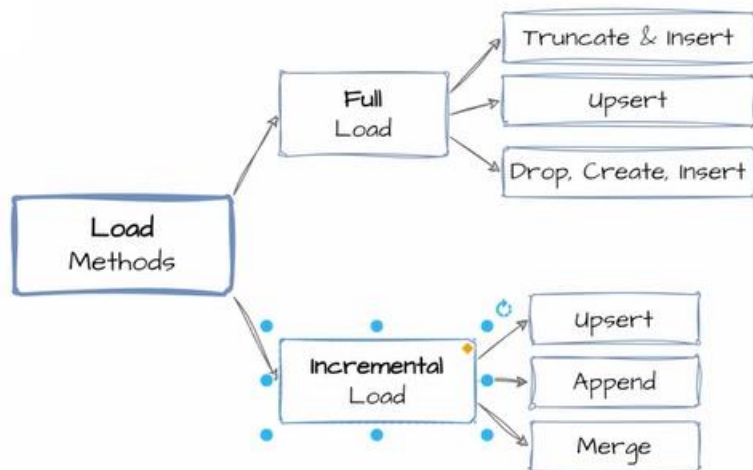 Load
Methods
Full
Load
Truncate & Insert
Upsert
Drop, Create, Insert
Incremental
Load
Upsert
Append
Merge